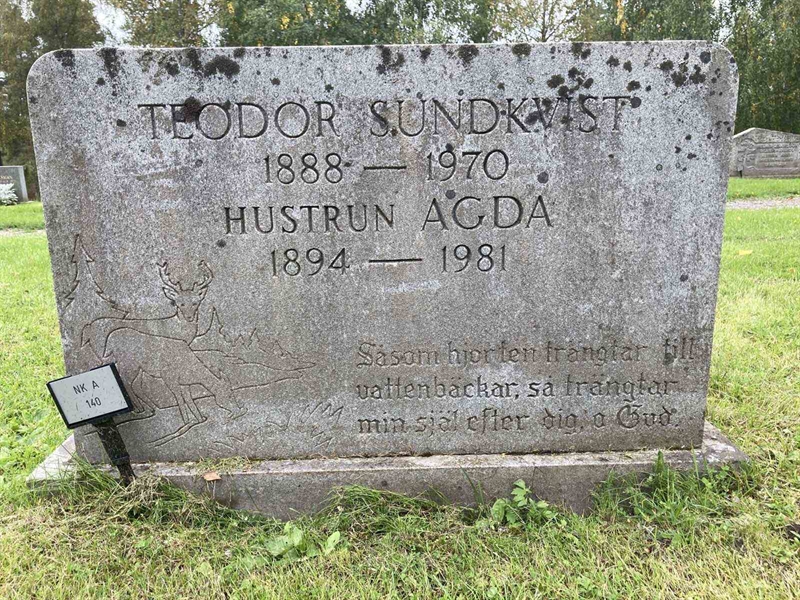 TEODOR SUNDKVIST
1888 — 1970
HUSTRUN AGDA
1894 — 1981
Såsom hjorten trängtar till
vattenbäckar, så trängtar
min själ efter dig, o Gud.
NK A
140